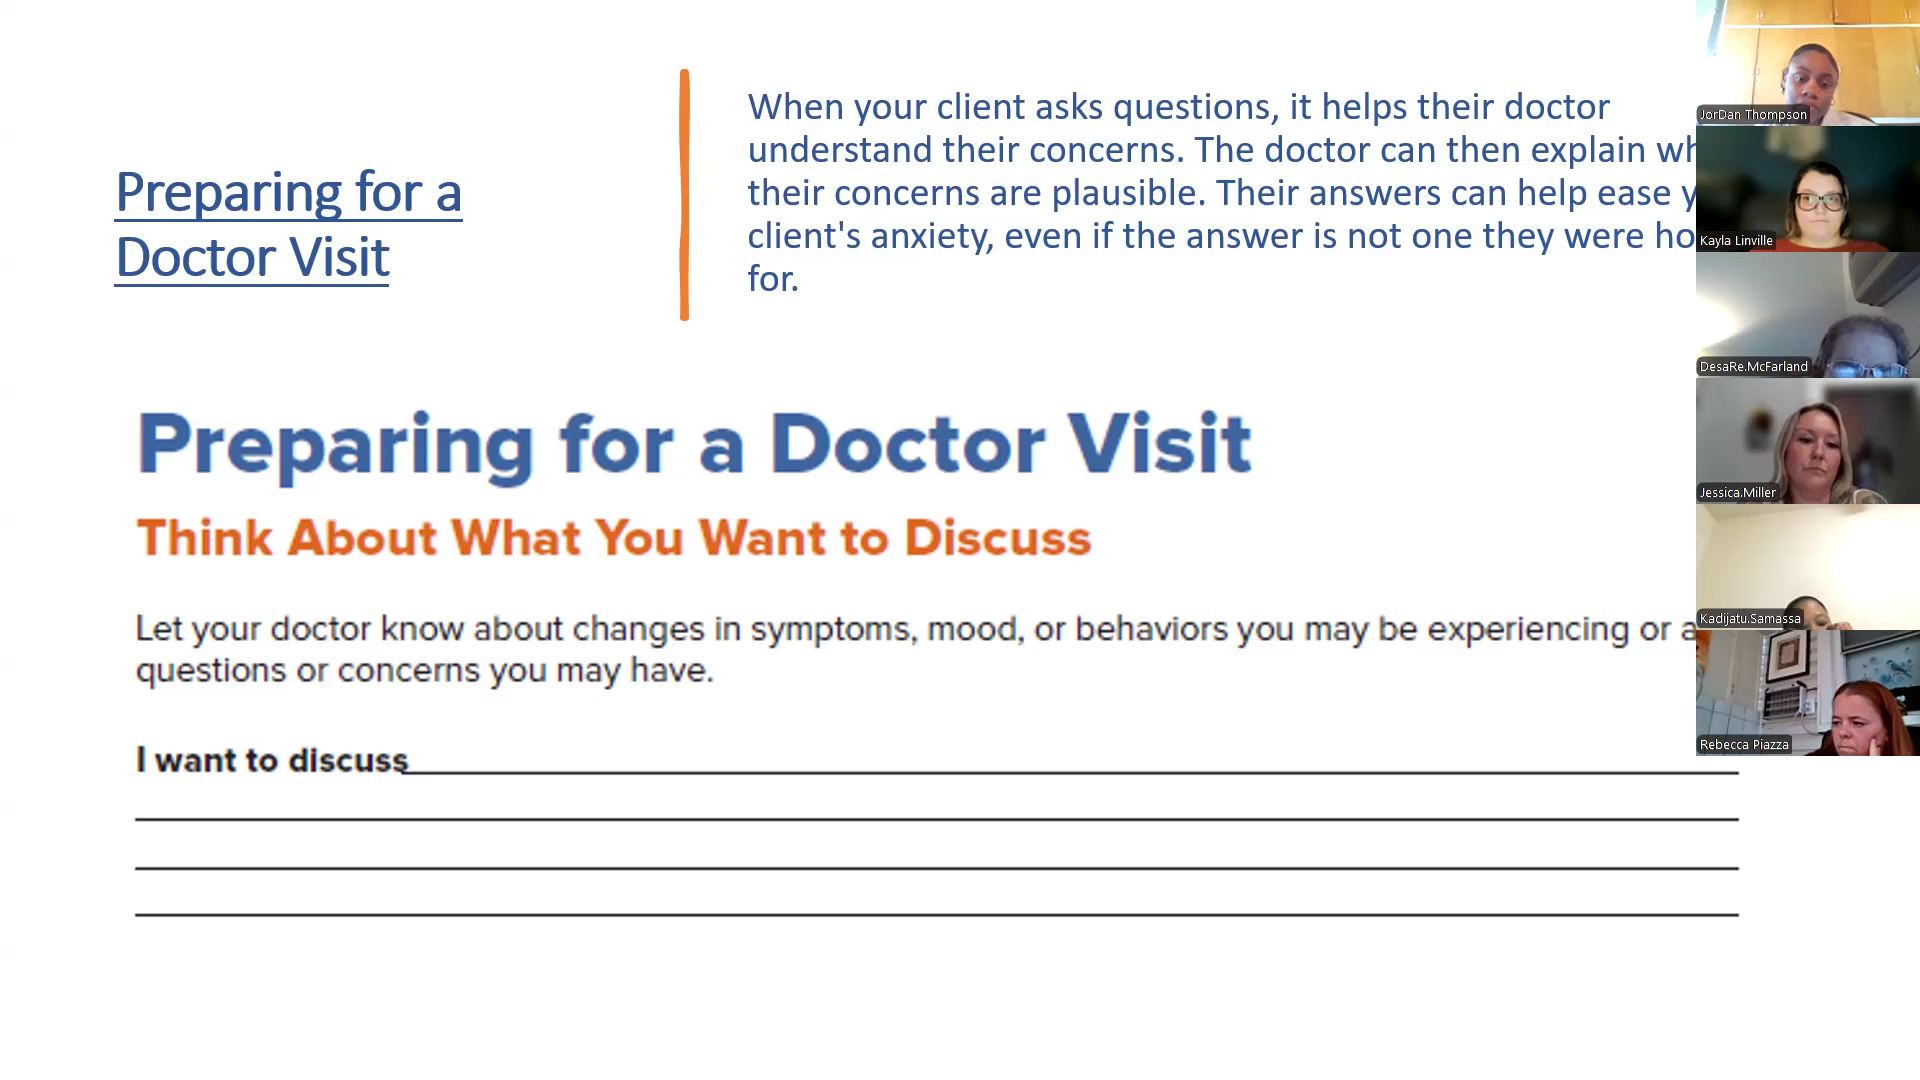 Preparing for a
Doctor Visit
When your client asks questions, it helps their doctor
understand their concerns. The doctor can then explain
their concerns are plausible. Their answers can help ease
client's anxiety, even if the answer is not one they were
for.
Preparing for a Doctor Visit
Think About What You Want to Discuss
Let your doctor know about changes in symptoms, mood, or behaviors you may be experiencing or
questions or concerns you may have.
I want to discuss
JorDan Thompson
Kayla Linville
DesaRe.McFarland
Jessica.Miller
Kadijatu.Samassa
Rebecca Piazza